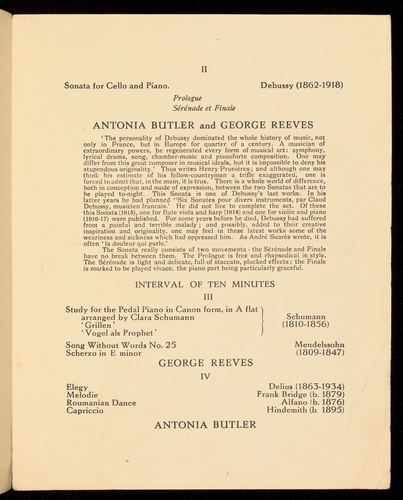 II
Sonata for Cello and Piano. Debussy (1862-1918)
Prologue
Sérénade et Finale
ANTONIA BUTLER and GEORGE REEVES
'The personality of Debussy dominated the whole history of music, not
only in France, but in Europe for quarter of a century. A musician of
extraordinary powers, he regenerated every form of musical art: symphony,
lyrical drama, song, chamber-music and pianoforte composition. One may
differ from this great composer in musical ideals, but it is impossible to deny his
stupendous originality.' Thus writes Henry Prunières; and although one may
think his estimate of his fellow-countryman a trifle exaggerated, one is
forced to admit that, in the main, it is true. There is a whole world of difference,
both in conception and mode of expression, between the two Sonatas that are to
be played to-night. This Sonata is one of Debussy's last works. In his
latter years he had planned "Six Sonates pour divers instruments, par Claud
Debussy, musicien francais.' He did not live to complete the set. Of these
this Sonata (1915), one for flute viola and harp (1916) and one for violin and piano
(1916-17) were published. For some years before he died, Debussy had suffered
from a painful and terrible malady; and possibly, added to their creative
inspiration and originality, one may feel in these latest works some of the
weariness and sickness which had oppressed him. As André Suarès wrote, it is
often 'la douleur qui parle.'
The Sonata really consists of two movements - the Sérénade and Finale
have no break between them. The Prologue is free and rhapsodical in style.
The Sérénade is light and delicate, full of staccato, plucked effects; the Finale
is marked to be played vivace, the piano part being particularly graceful.
INTERVAL OF TEN MINUTES
III
Study for the Pedal Piano in Canon form, in A flat
arranged by Clara Schumann Schumann
'Grillen' (1810-1856)
'Vogel als Prophet'
Song Without Words No. 25 Mendelssohn
Scherzo in E minor (1809-1847)
GEORGE REEVES
IV
Elegy Delius (1863-1934)
Melodie Frank Bridge (b. 1879)
Roumanian Dance Alfano (b. 1876)
Capriccio Hindemith (b 1895)
ANTONIA BUTLER